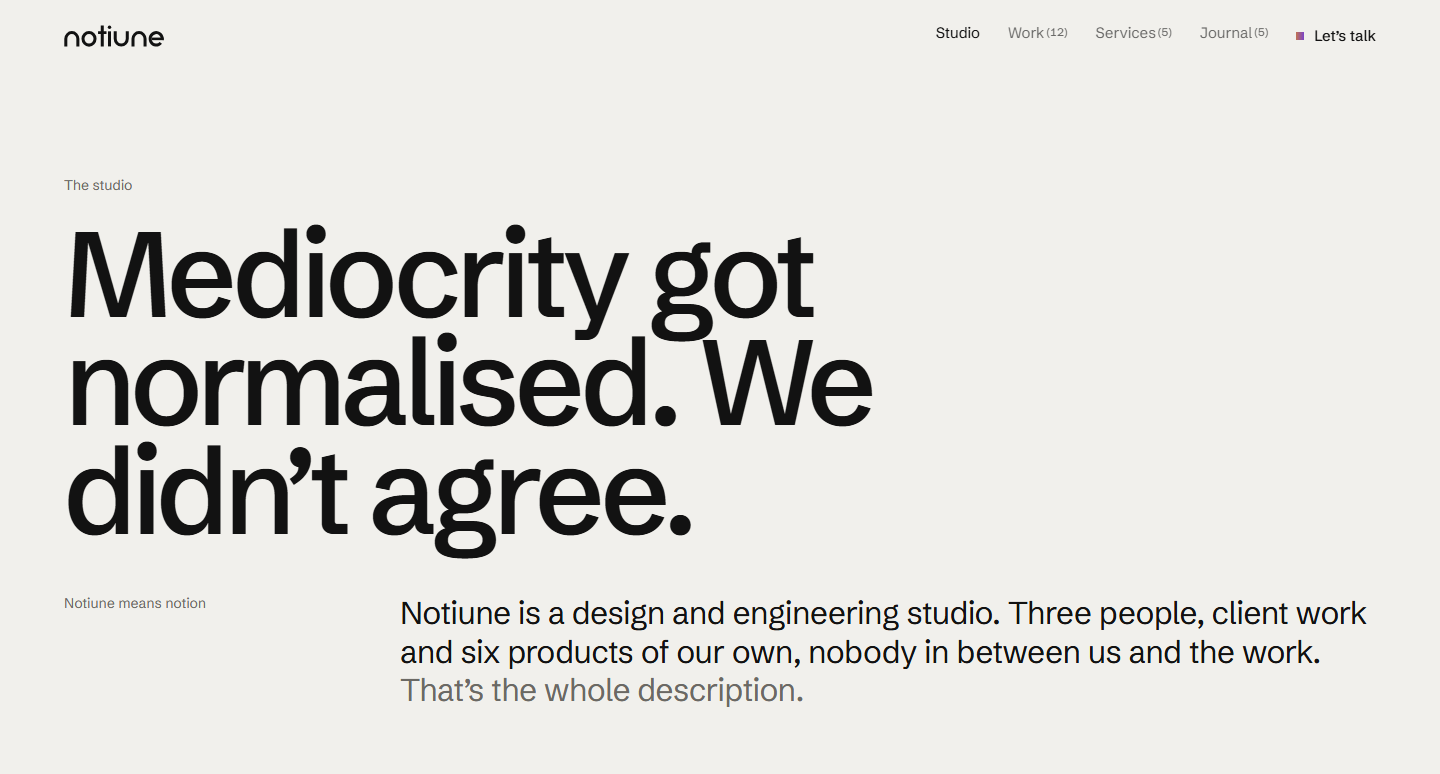 notiune
Studio Work(12) Services(5) Journal(5) Let’s talk
The studio
Mediocrity got
normalised. We
didn’t agree.
Notiune means notion
Notiune is a design and engineering studio. Three people, client work
and six products of our own, nobody in between us and the work.
That’s the whole description.